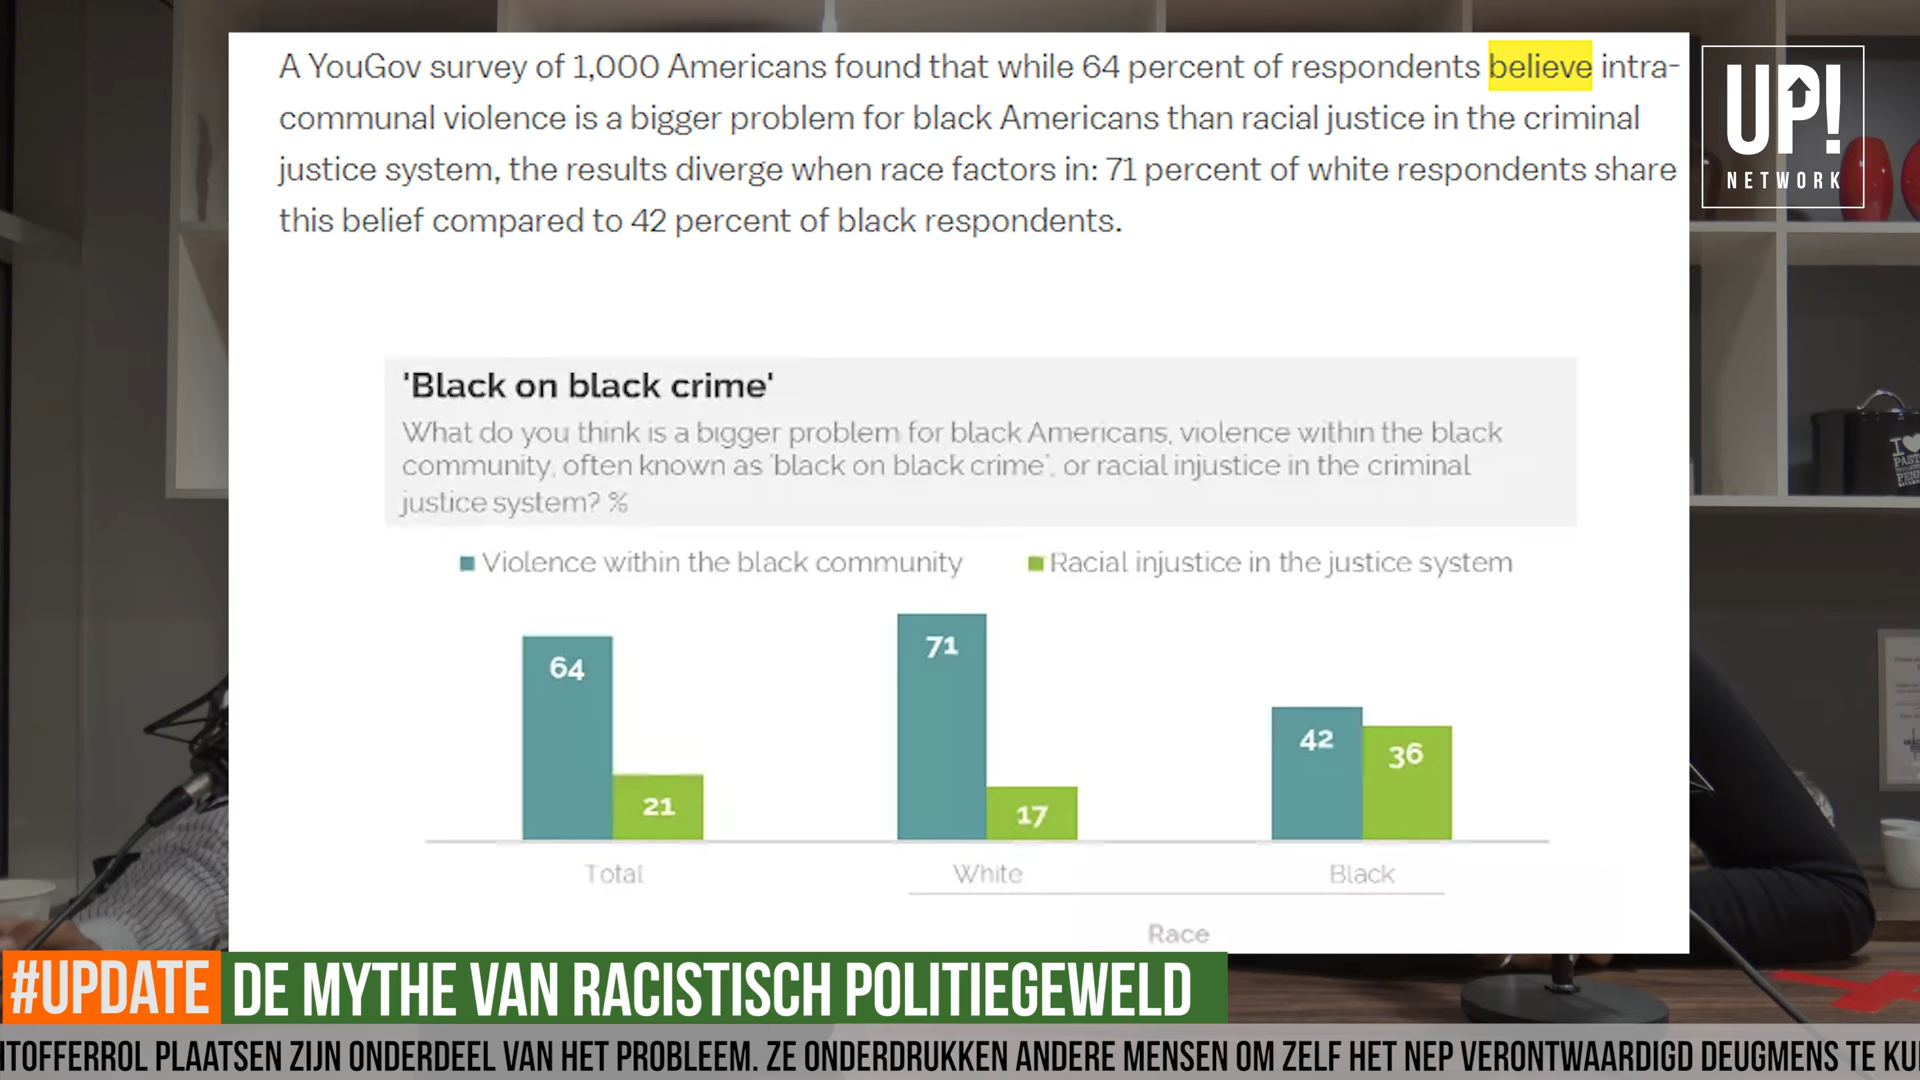 A YouGov survey of 1,000 Americans found that while 64 percent of respondents believe intra-
communal violence is a bigger problem for black Americans than racial justice in the criminal
justice system, the results diverge when race factors in: 71 percent of white respondents share
this belief compared to 42 percent of black respondents.
UP!
NETWORK
'Black on black crime'
What do you think is a bigger problem for black Americans, violence within the black
community, often known as 'black on black crime', or racial injustice in the criminal
justice system? %
Violence within the black community
Racial injustice in the justice system
64
21
71
17
42
36
Total
White
Black
Race
I
#UPDATE
DE MYTHE VAN RACISTISCH POLITIEGEWELD
HTOFFERROL PLAATSEN ZIJN ONDERDEEL VAN HET PROBLEEM. ZE ONDERDRUKKEN ANDERE MENSEN OM ZELF HET NEP VERONTWAARDIGD DEUGMENS TE KU